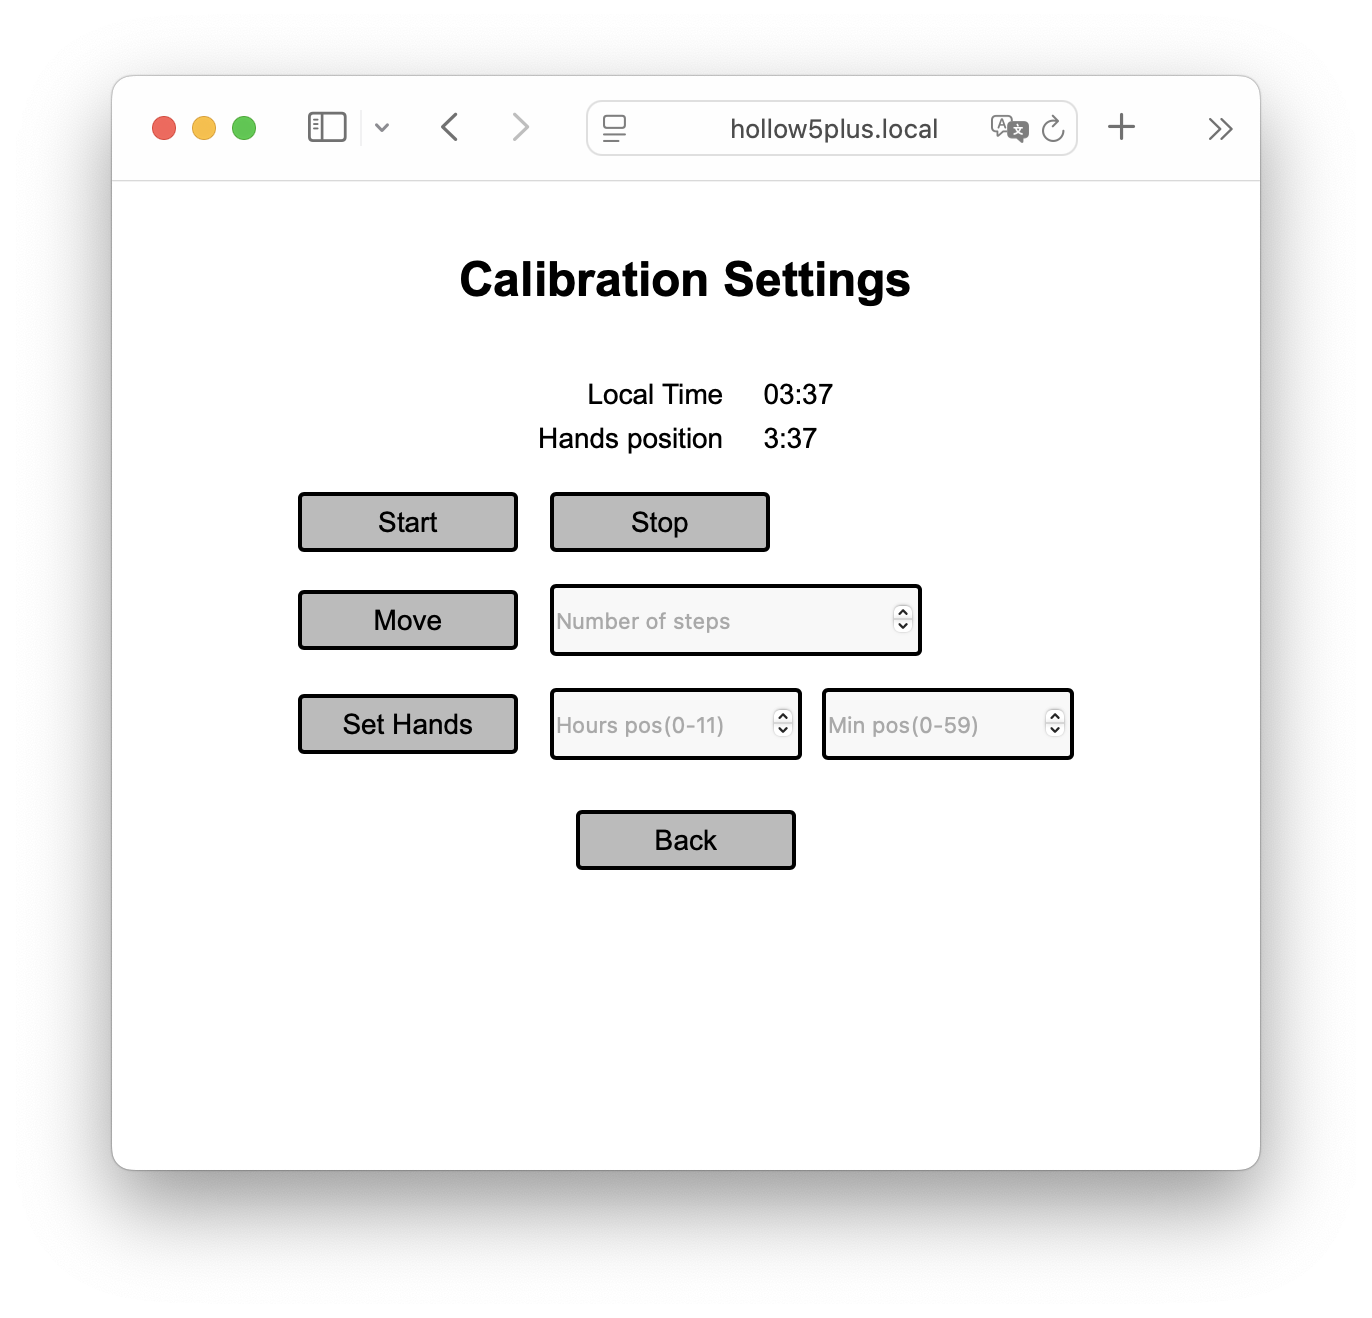 hollow5plus.local
Calibration Settings
Local Time 03:37
Hands position 3:37
Start Stop
Move Number of steps
Set Hands Hours pos(0-11) Min pos(0-59)
Back